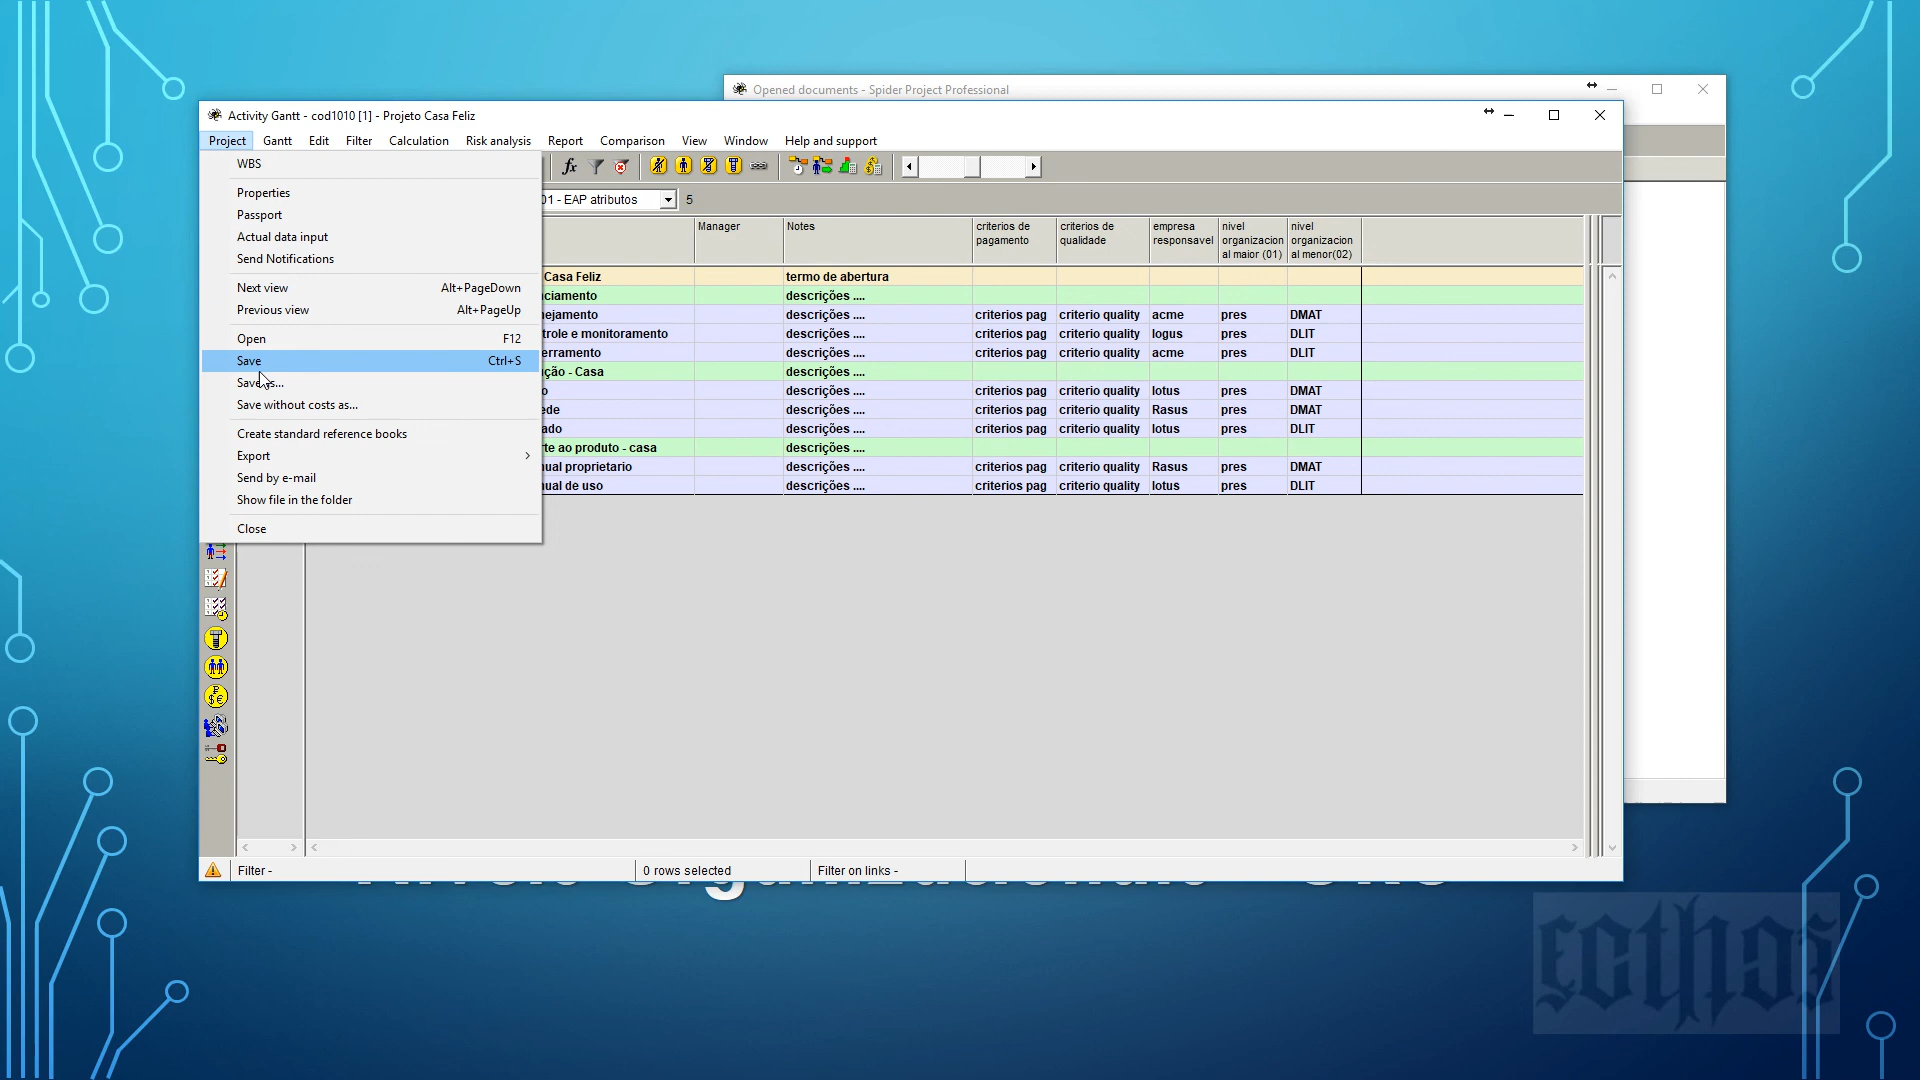 Opened documents - Spider Project Professional
Activity Gantt - cod1010 [1] - Projeto Casa Feliz
Project Gantt Edit Filter Calculation Risk analysis Report Comparison View Window Help and support
WBS
Properties
Passport
Actual data input
Send Notifications
Next view Alt+PageDown
Previous view Alt+PageUp
Open F12
Save Ctrl+S
Save as...
Save without costs as...
Create standard reference books
Export
Send by e-mail
Show file in the folder
Close
01 - EAP atributos 5
Manager Notes criterios de pagamento criterios de qualidade empresa responsavel nivel organizacional maior (01) nivel organizacional menor(02)
Casa Feliz termo de abertura
nciamento descrições ....
nejamento descrições .... criterios pag criterio quality acme pres DMAT
trole e monitoramento descrições .... criterios pag criterio quality logus pres DLIT
erramento descrições .... criterios pag criterio quality acme pres DLIT
ção - Casa descrições ....
o descrições .... criterios pag criterio quality lotus pres DMAT
ede descrições .... criterios pag criterio quality Rasus pres DMAT
ado descrições .... criterios pag criterio quality lotus pres DMAT
te ao produto - casa descrições ....
nual proprietario descrições .... criterios pag criterio quality Rasus pres DMAT
nual de uso descrições .... criterios pag criterio quality lotus pres DLIT
Filter - 0 rows selected Filter on links -